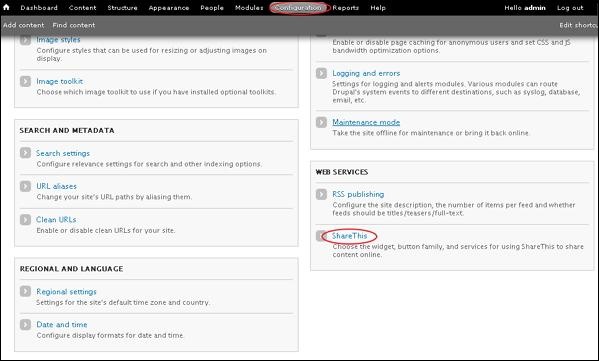 Dashboard Content Structure Appearance People Modules Configuration Reports Help Hello admin Log out
Add content Find content Edit shortcu
Image styles
Configure styles that can be used for resizing or adjusting images on
display.
Image toolkit
Choose which image toolkit to use if you have installed optional toolkits.
SEARCH AND METADATA
Search settings
Configure relevance settings for search and other indexing options.
URL aliases
Change your site's URL paths by aliasing them.
Clean URLs
Enable or disable clean URLs for your site.
REGIONAL AND LANGUAGE
Regional settings
Settings for the site's default time zone and country.
Date and time
Configure display formats for date and time.
Enable or disable page caching for anonymous users and set CSS and JS
bandwidth optimization options.
Logging and errors
Settings for logging and alerts modules. Various modules can route
Drupal's system events to different destinations, such as syslog, database,
email, etc.
Maintenance mode
Take the site offline for maintenance or bring it back online.
WEB SERVICES
RSS publishing
Configure the site description, the number of items per feed and whether
feeds should be titles/teasers/full-text.
ShareThis
Choose the widget, button family, and services for using ShareThis to share
content online.